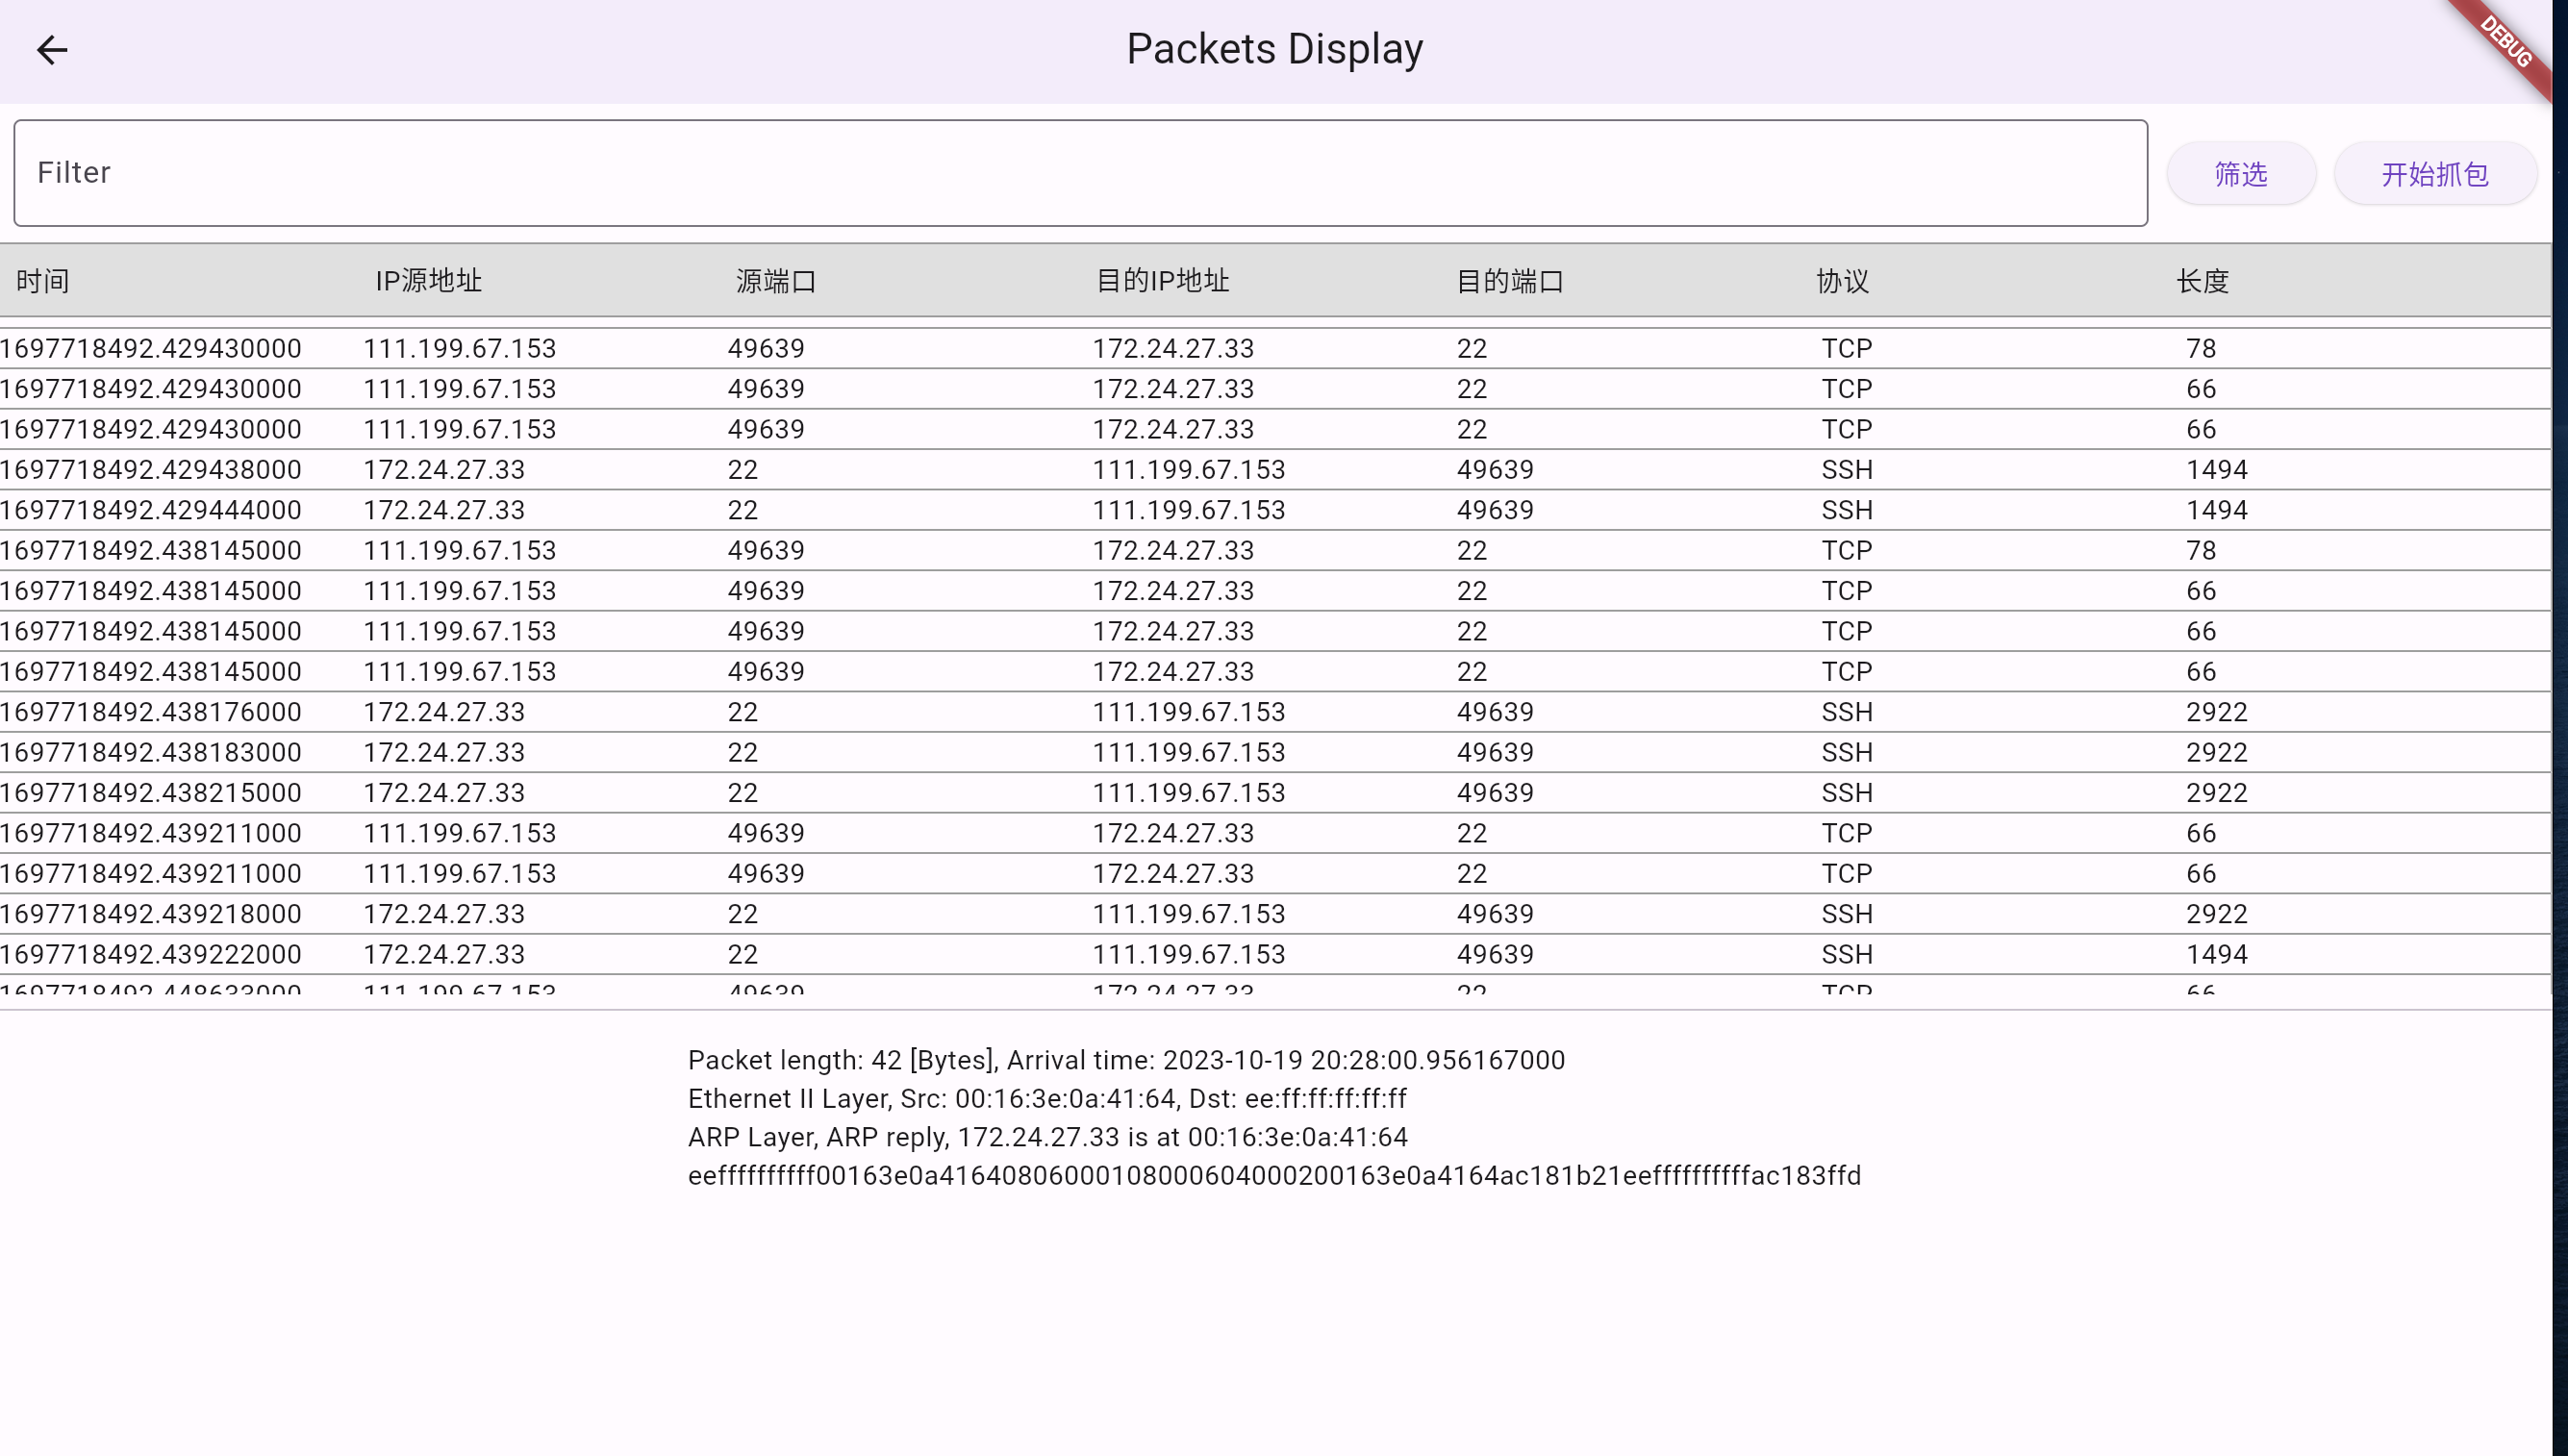 Packets Display
DEBUG
Filter 筛选 开始抓包
时间 IP源地址 源端口 目的IP地址 目的端口 协议 长度
1697718492.429430000 111.199.67.153 49639 172.24.27.33 22 TCP 78
1697718492.429430000 111.199.67.153 49639 172.24.27.33 22 TCP 66
1697718492.429430000 111.199.67.153 49639 172.24.27.33 22 TCP 66
1697718492.429438000 172.24.27.33 22 111.199.67.153 49639 SSH 1494
1697718492.429444000 172.24.27.33 22 111.199.67.153 49639 SSH 1494
1697718492.438145000 111.199.67.153 49639 172.24.27.33 22 TCP 78
1697718492.438145000 111.199.67.153 49639 172.24.27.33 22 TCP 66
1697718492.438145000 111.199.67.153 49639 172.24.27.33 22 TCP 66
1697718492.438145000 111.199.67.153 49639 172.24.27.33 22 TCP 66
1697718492.438176000 172.24.27.33 22 111.199.67.153 49639 SSH 2922
1697718492.438183000 172.24.27.33 22 111.199.67.153 49639 SSH 2922
1697718492.438215000 172.24.27.33 22 111.199.67.153 49639 SSH 2922
1697718492.439211000 111.199.67.153 49639 172.24.27.33 22 TCP 66
1697718492.439211000 111.199.67.153 49639 172.24.27.33 22 TCP 66
1697718492.439218000 172.24.27.33 22 111.199.67.153 49639 SSH 2922
1697718492.439222000 172.24.27.33 22 111.199.67.153 49639 SSH 1494
1697718492.448633000 111.199.67.153 49639 172.24.27.33 22 TCP 66
Packet length: 42 [Bytes], Arrival time: 2023-10-19 20:28:00.956167000
Ethernet II Layer, Src: 00:16:3e:0a:41:64, Dst: ee:ff:ff:ff:ff:ff
ARP Layer, ARP reply, 172.24.27.33 is at 00:16:3e:0a:41:64
eeffffffffff00163e0a416408060001080006040002​00163e0a4164ac181b21eeffffffffffac183ffd